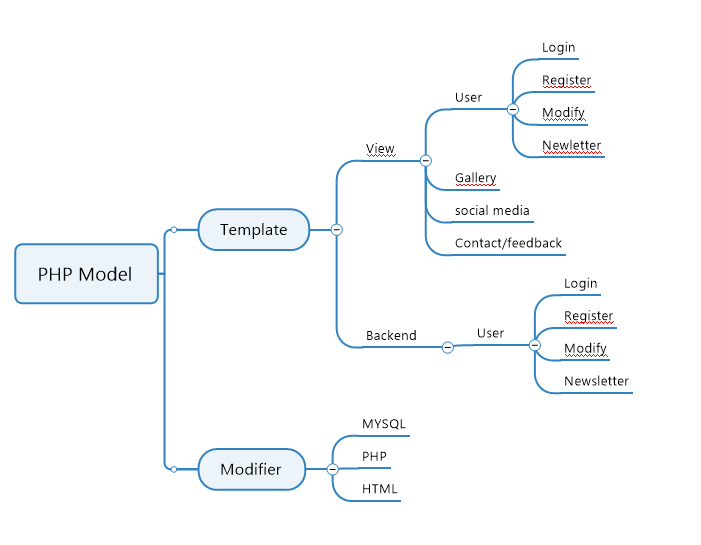 PHP Model
Template
View
User
Login
Register
Modify
Newletter
Gallery
social media
Contact/feedback
Backend
User
Login
Register
Modify
Newsletter
Modifier
MYSQL
PHP
HTML